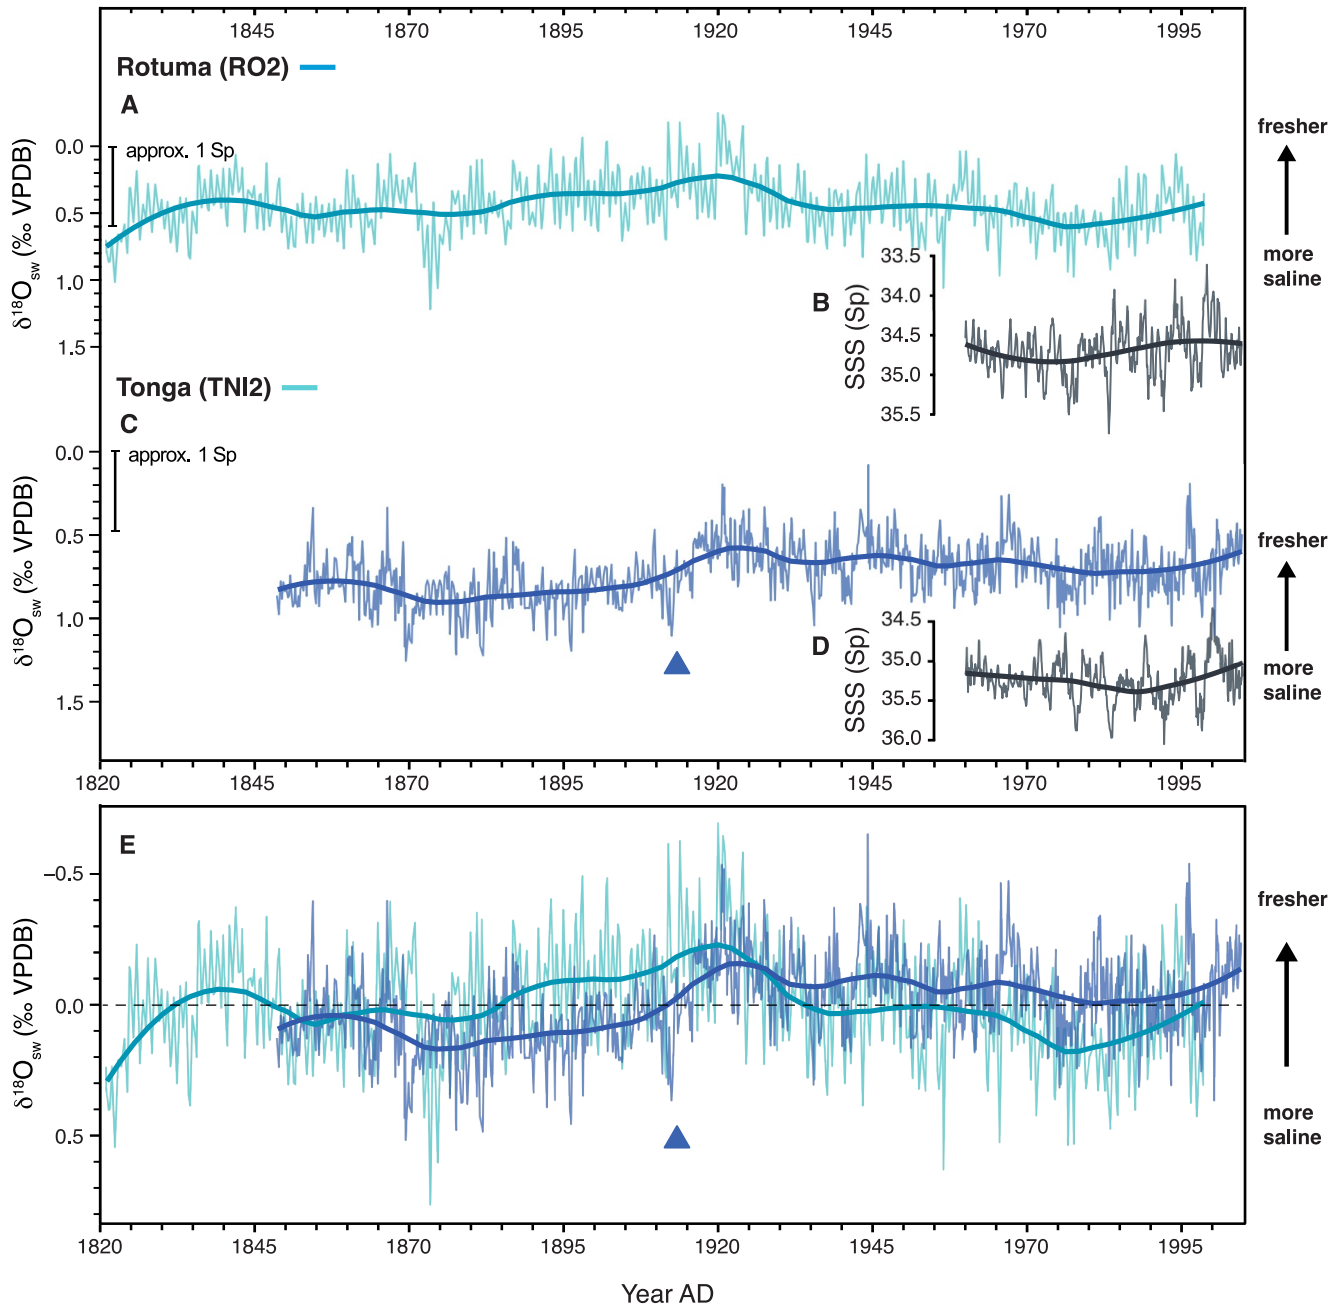 1845 1870 1895 1920 1945 1970 1995
Rotuma (RO2)
A
fresher
0.0
approx. 1 Sp
0.5
1.0
1.5
δ¹⁸Osw (‰ VPDB)
more
saline
B
SSS (Sp)
33.5
34.0
34.5
35.0
35.5
Tonga (TNI2)
C
0.0
approx. 1 Sp
0.5
1.0
1.5
δ¹⁸Osw (‰ VPDB)
fresher
more
saline
D
SSS (Sp)
34.5
35.0
35.5
36.0
1820 1845 1870 1895 1920 1945 1970 1995
E
−0.5
0.0
0.5
δ¹⁸Osw (‰ VPDB)
fresher
more
saline
1820 1845 1870 1895 1920 1945 1970 1995
Year AD